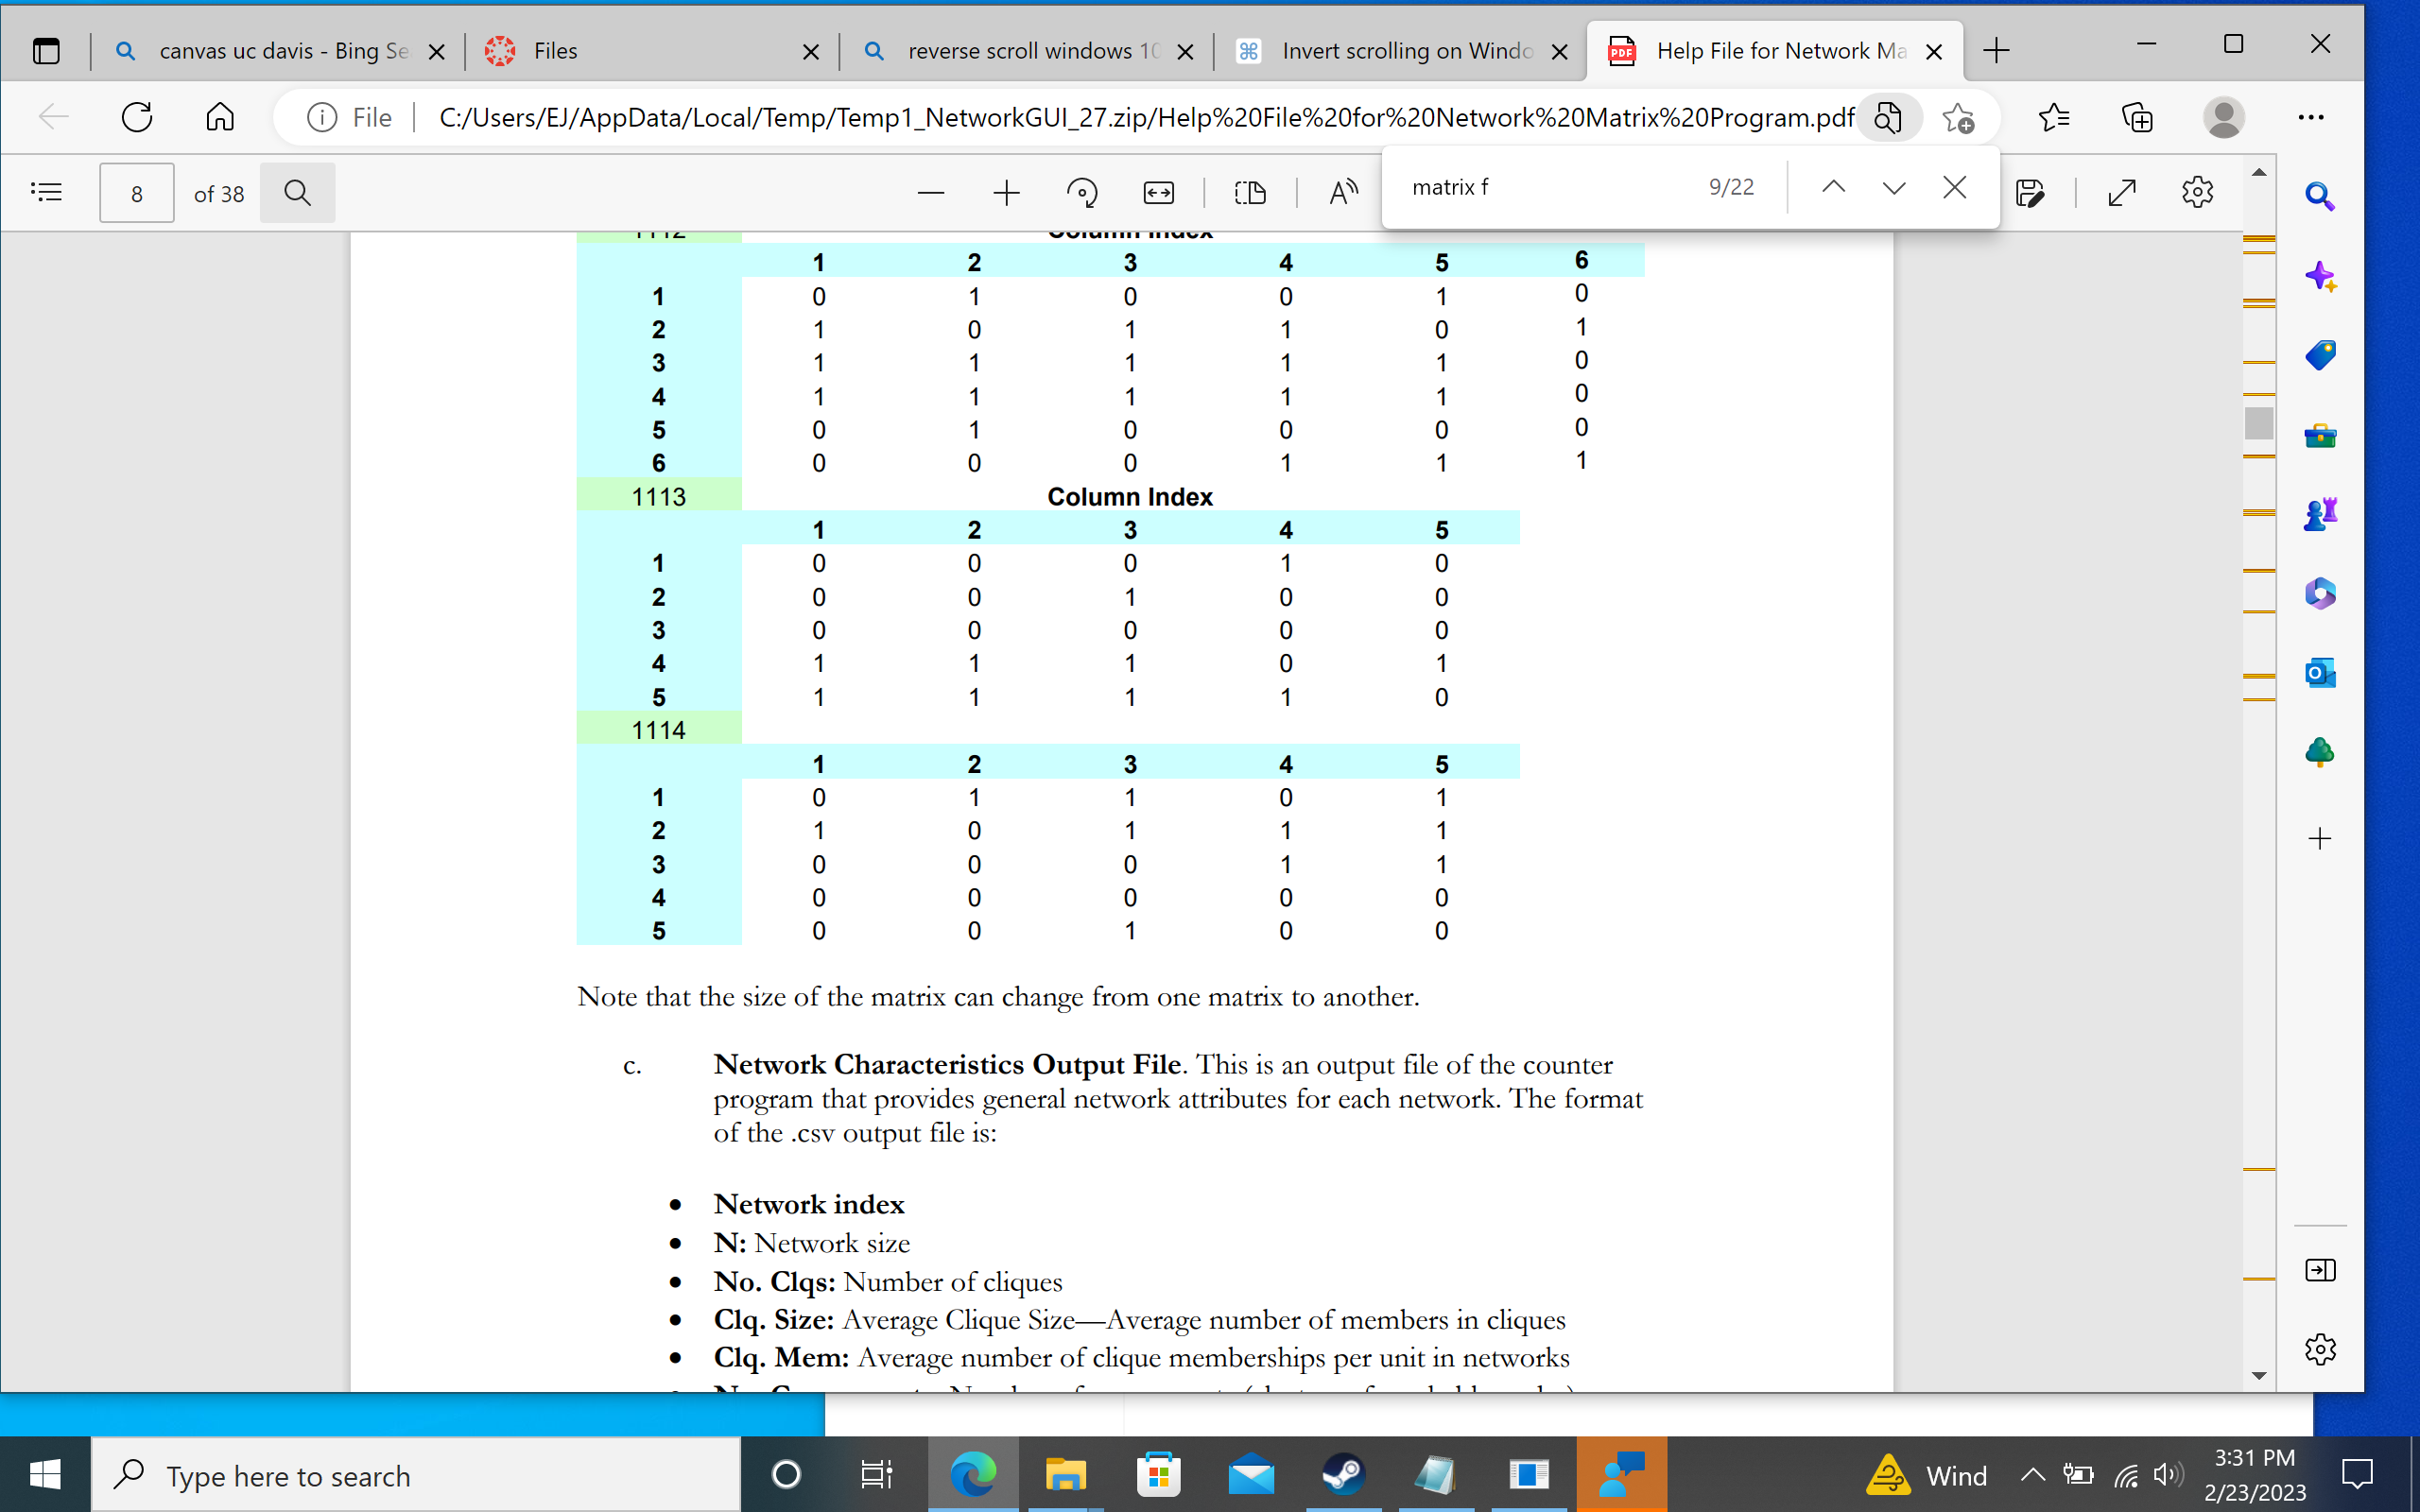 canvas uc davis - Bing Se
Files
reverse scroll windows 10
Invert scrolling on Windo
PDF
Help File for Network Ma
File
C:/Users/EJ/AppData/Local/Temp/Temp1_NetworkGUI_27.zip/Help%20File%20for%20Network%20Matrix%20Program.pdf
8 of 38
matrix f 9/22
1112 Column Index
1 2 3 4 5 6
1 0 1 0 0 1 0
2 1 0 1 1 0 1
3 1 1 1 1 1 0
4 1 1 1 1 1 0
5 0 1 0 0 0 0
6 0 0 0 1 1 1
1113 Column Index
1 2 3 4 5
1 0 0 0 1 0
2 0 0 1 0 0
3 0 0 0 0 0
4 1 1 1 0 1
5 1 1 1 1 0
1114
1 2 3 4 5
1 0 1 1 0 1
2 1 0 1 1 1
3 0 0 0 1 1
4 0 0 0 0 0
5 0 0 1 0 0
Note that the size of the matrix can change from one matrix to another.
c. Network Characteristics Output File. This is an output file of the counter
program that provides general network attributes for each network. The format
of the .csv output file is:
• Network index
• N: Network size
• No. Clqs: Number of cliques
• Clq. Size: Average Clique Size—Average number of members in cliques
• Clq. Mem: Average number of clique memberships per unit in networks
Type here to search
Wind
3:31 PM
2/23/2023